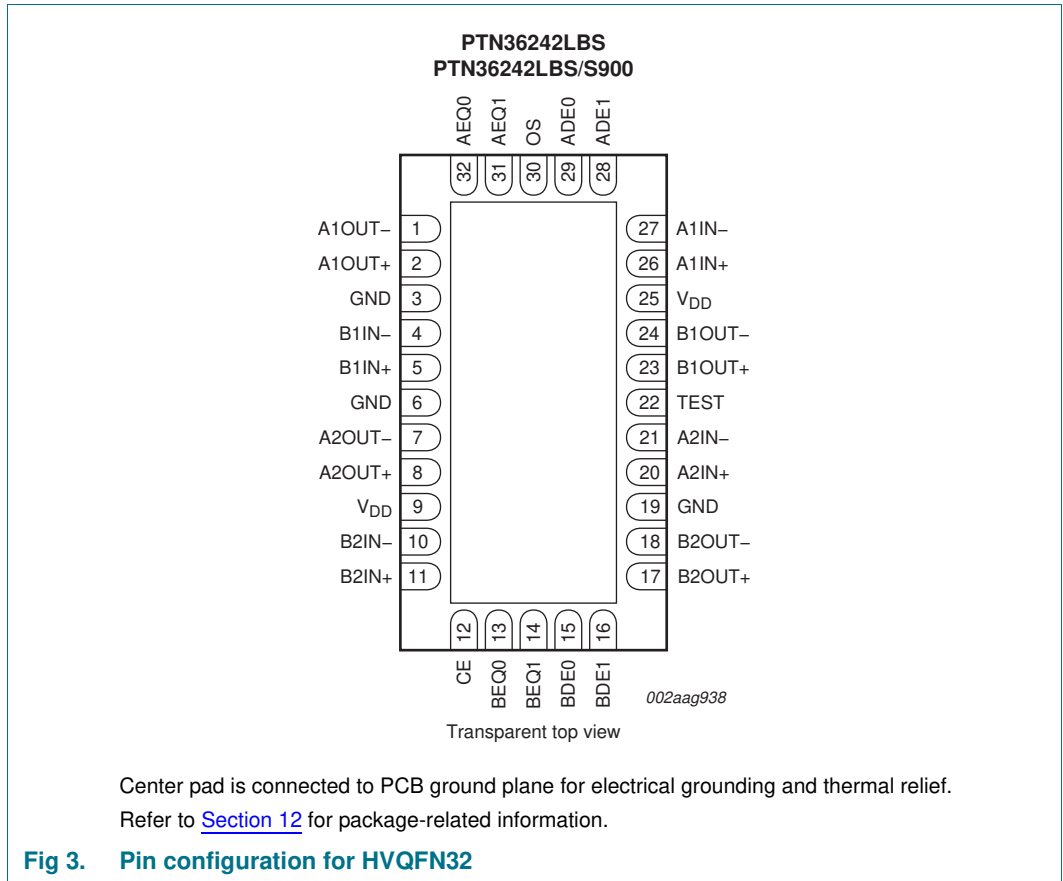 PTN36242LBS
PTN36242LBS/S900
AEQ0 AEQ1 OS ADE0 ADE1
32 31 30 29 28
A1OUT− 1 27 A1IN−
A1OUT+ 2 26 A1IN+
GND 3 25 VDD
B1IN− 4 24 B1OUT−
B1IN+ 5 23 B1OUT+
GND 6 22 TEST
A2OUT− 7 21 A2IN−
A2OUT+ 8 20 A2IN+
VDD 9 19 GND
B2IN− 10 18 B2OUT−
B2IN+ 11 17 B2OUT+
12 13 14 15 16
CE BEQ0 BEQ1 BDE0 BDE1
002aag938
Transparent top view
Center pad is connected to PCB ground plane for electrical grounding and thermal relief.
Refer to Section 12 for package-related information.
Fig 3. Pin configuration for HVQFN32